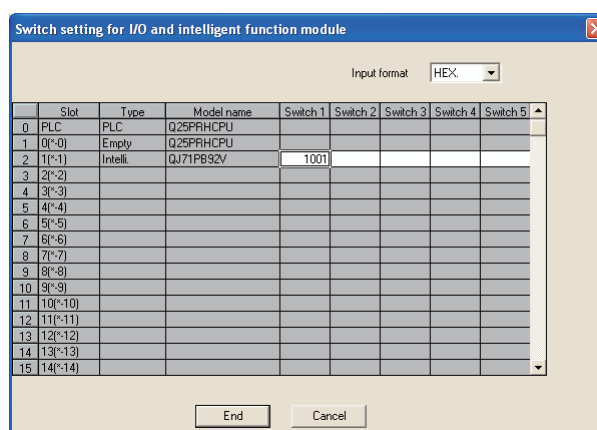 Switch setting for I/O and intelligent function module
Input format HEX.
Slot Type Model name Switch 1 Switch 2 Switch 3 Switch 4 Switch 5
0 PLC PLC Q25PRHCPU
1 0(*-0) Empty Q25PRHCPU
2 1(*-1) Intelli. QJ71PB92V 1001
3 2(*-2)
4 3(*-3)
5 4(*-4)
6 5(*-5)
7 6(*-6)
8 7(*-7)
9 8(*-8)
10 9(*-9)
11 10(*-10)
12 11(*-11)
13 12(*-12)
14 13(*-13)
15 14(*-14)
End Cancel